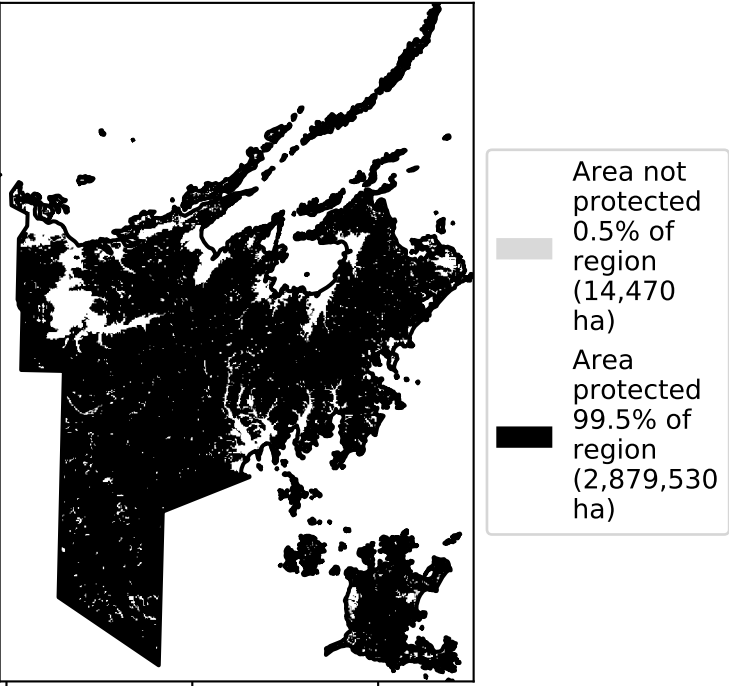 Area not
protected
0.5% of
region
(14,470
ha)
Area
protected
99.5% of
region
(2,879,530
ha)